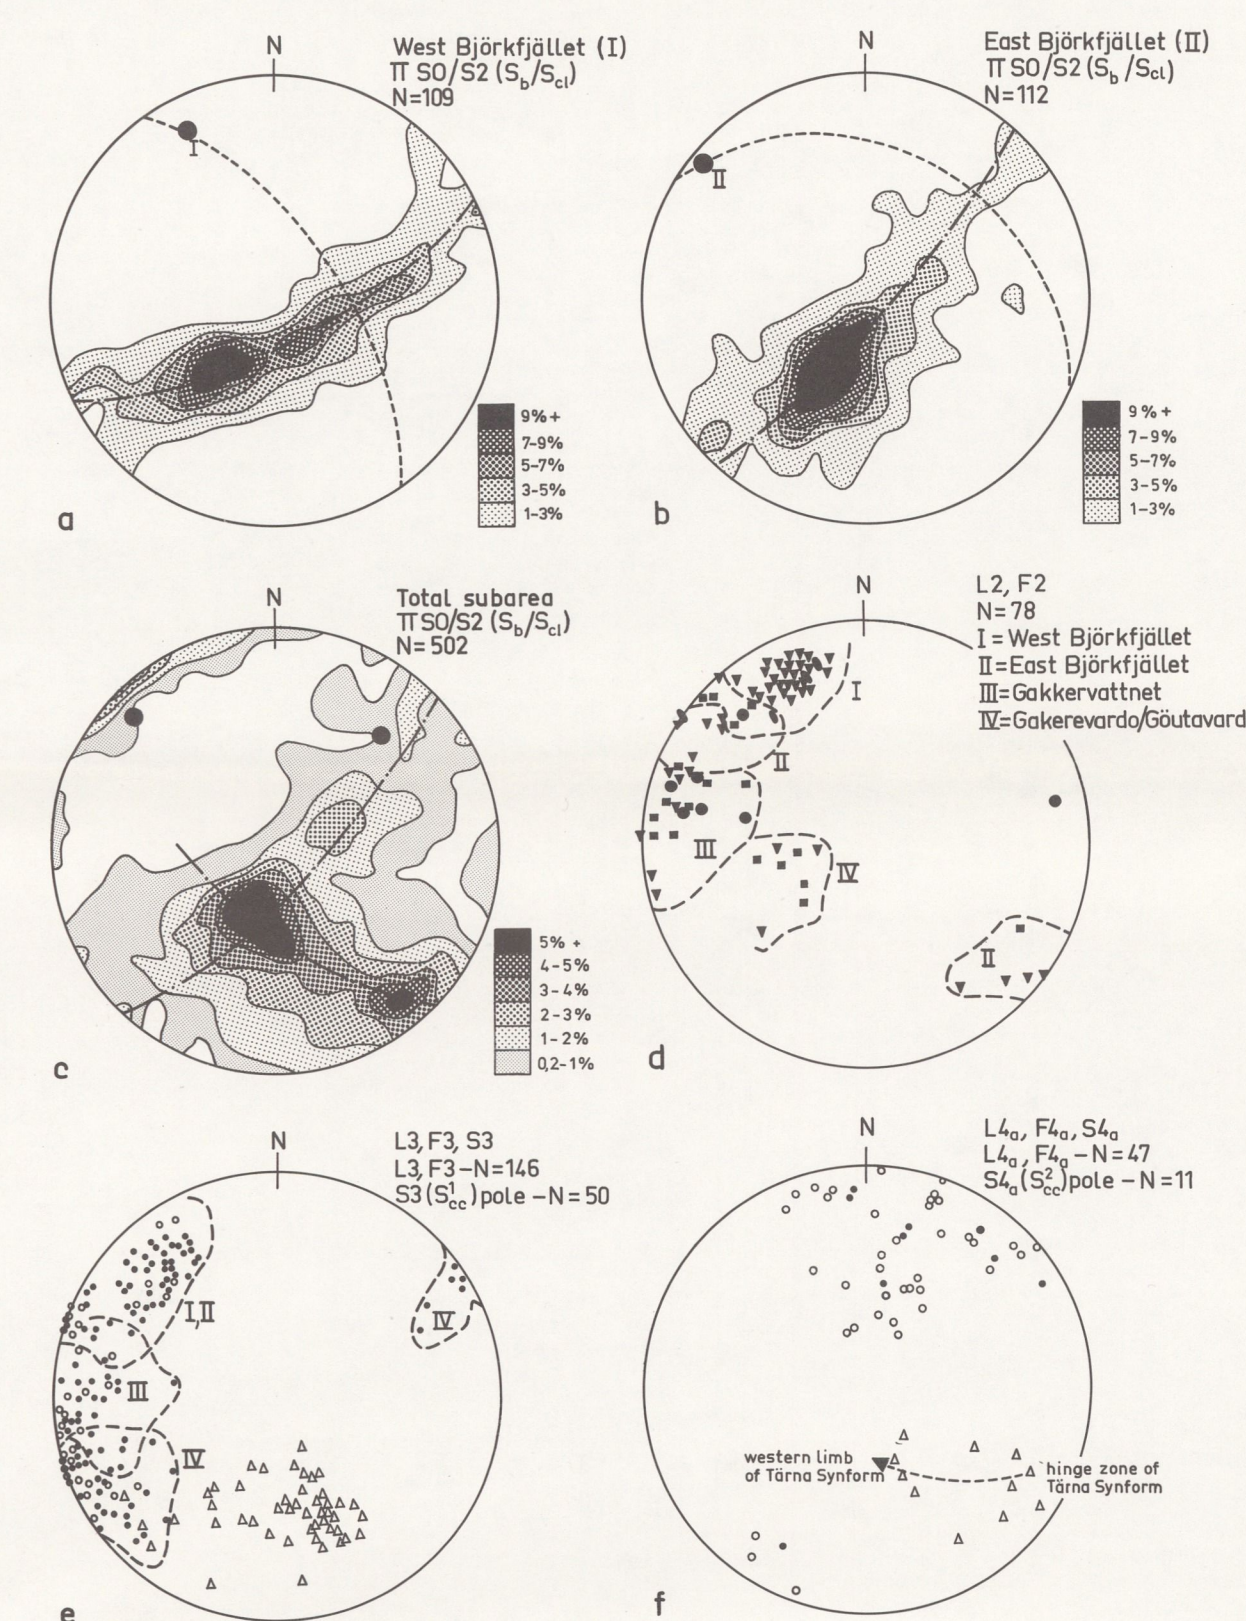 N
West Björkfjället (I)
π S0/S2 (Sb/Scl)
N=109
I
9%+
7-9%
5-7%
3-5%
1-3%
a
N
East Björkfjället (II)
π S0/S2 (Sb/Scl)
N=112
II
9%+
7-9%
5-7%
3-5%
1-3%
b
N
Total subarea
π S0/S2 (Sb/Scl)
N=502
5% +
4-5%
3-4%
2-3%
1-2%
0,2-1%
c
N
L2, F2
N=78
I = West Björkfjället
II = East Björkfjället
III = Gakkervattnet
IV = Gakerevardo/Göutavard
I
II
III
IV
II
d
N
L3, F3, S3
L3, F3 – N=146
S3 (S1cc) pole – N=50
I,II
IV
III
IV
e
N
L4a, F4a, S4a
L4a, F4a – N=47
S4a (S2cc) pole – N=11
western limb
of Tärna Synform
hinge zone of
Tärna Synform
f